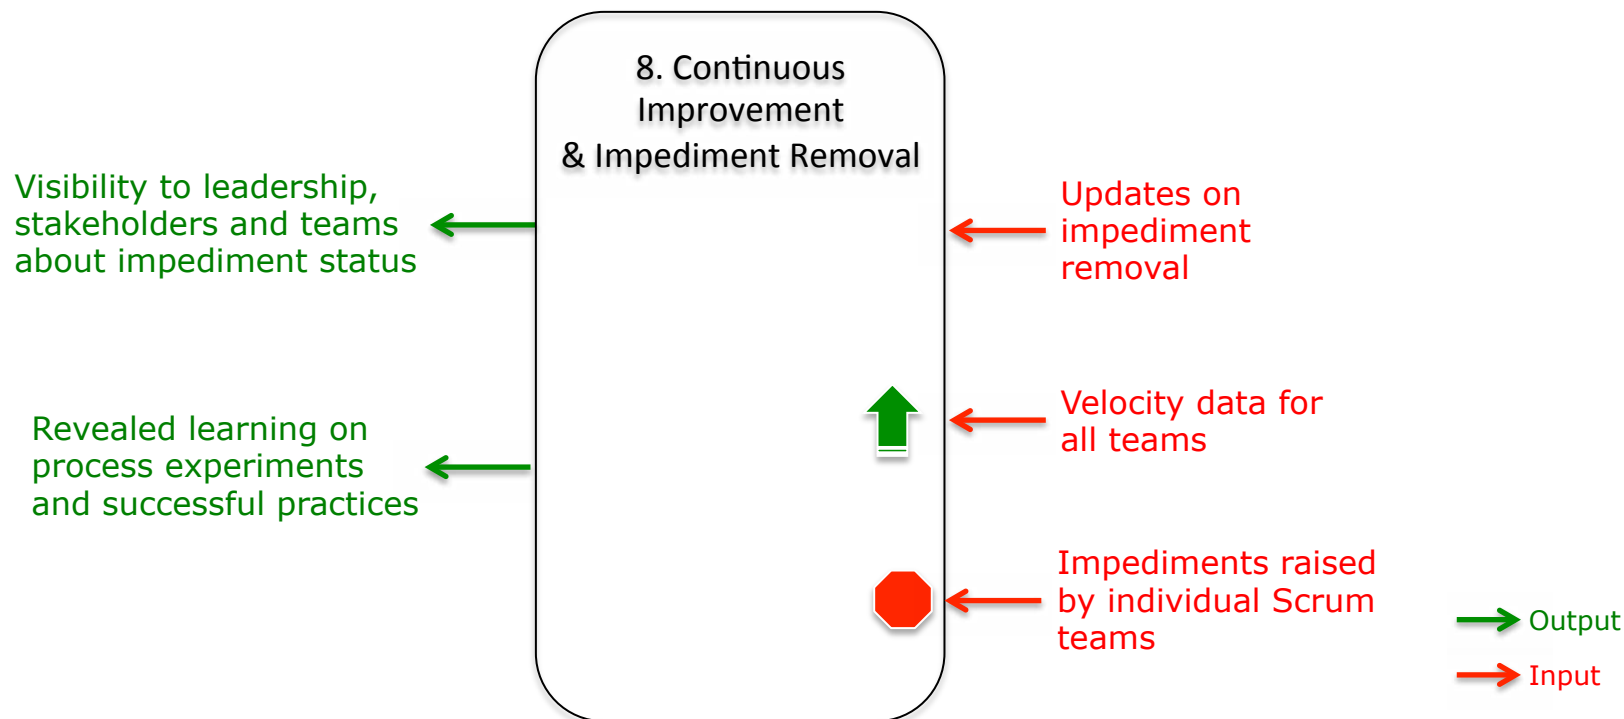 8. Continuous
Improvement
& Impediment Removal
Visibility to leadership,
stakeholders and teams
about impediment status
Revealed learning on
process experiments
and successful practices
Updates on
impediment
removal
Velocity data for
all teams
Impediments raised
by individual Scrum
teams
Output
Input